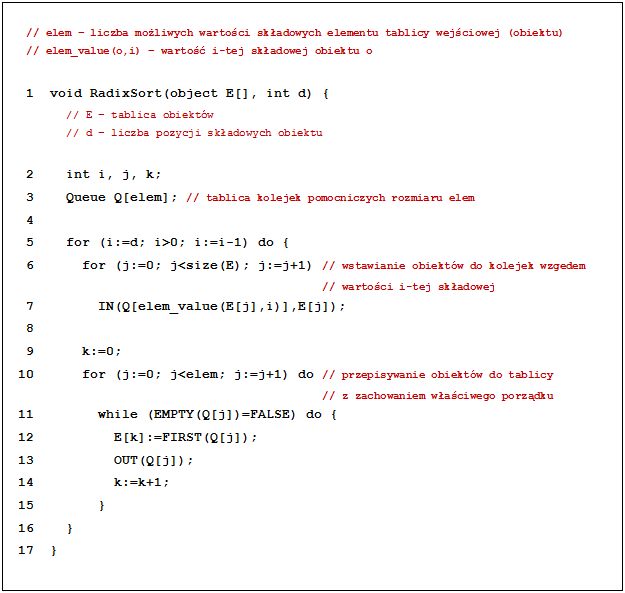 // elem – liczba możliwych wartości składowych elementu tablicy wejściowej (obiektu)
// elem_value(o,i) – wartość i-tej składowej obiektu o
1 void RadixSort(object E[], int d) {
// E – tablica obiektów
// d – liczba pozycji składowych obiektu
2 int i, j, k;
3 Queue Q[elem]; // tablica kolejek pomocniczych rozmiaru elem
4
5 for (i:=d; i>0; i:=i-1) do {
6 for (j:=0; j<size(E); j:=j+1) // wstawianie obiektów do kolejek wzgedem
// wartości i-tej składowej
7 IN(Q[elem_value(E[j],i)],E[j]);
8
9 k:=0;
10 for (j:=0; j<elem; j:=j+1) do // przepisywanie obiektów do tablicy
// z zachowaniem właściwego porządku
11 while (EMPTY(Q[j])=FALSE) do {
12 E[k]:=FIRST(Q[j]);
13 OUT(Q[j]);
14 k:=k+1;
15 }
16 }
17 }